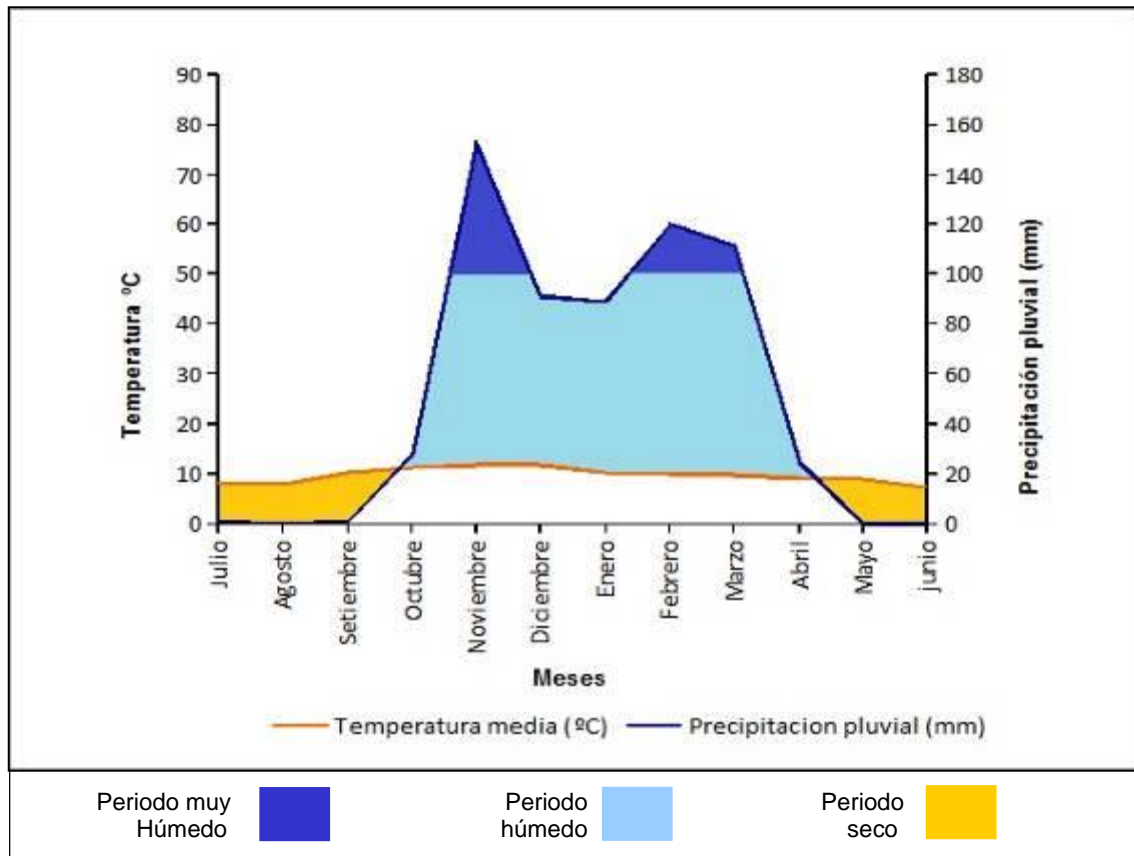 90
80
70
60
50
40
30
20
10
0
Temperatura ºC
180
160
140
120
100
80
60
40
20
0
Precipitación pluvial (mm)
Julio
Agosto
Setiembre
Octubre
Noviembre
Diciembre
Enero
Febrero
Marzo
Abril
Mayo
junio
Meses
Temperatura media (ºC)
Precipitacion pluvial (mm)
Periodo muy
Húmedo
Periodo
húmedo
Periodo
seco